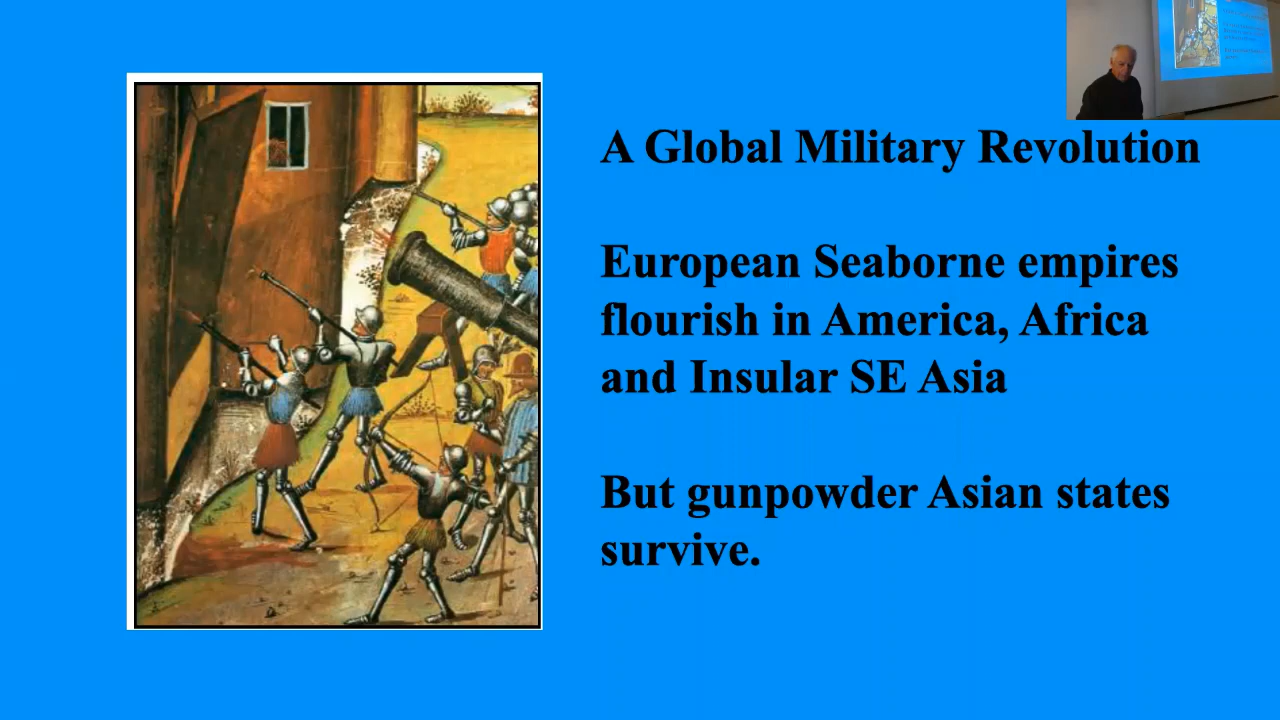 A Global Military Revolution
European Seaborne empires
flourish in America, Africa
and Insular SE Asia
But gunpowder Asian states
survive.